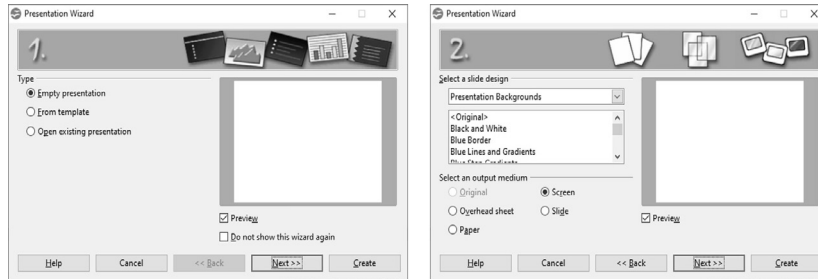 Presentation Wizard
1.
Type
Empty presentation
From template
Open existing presentation
Preview
Do not show this wizard again
Help Cancel << Back Next >> Create
Presentation Wizard
2.
Select a slide design
Presentation Backgrounds
<Original>
Black and White
Blue Border
Blue Lines and Gradients
Blue Step Gradients
Select an output medium
Original Screen
Overhead sheet Slide
Paper
Preview
Help Cancel << Back Next >> Create